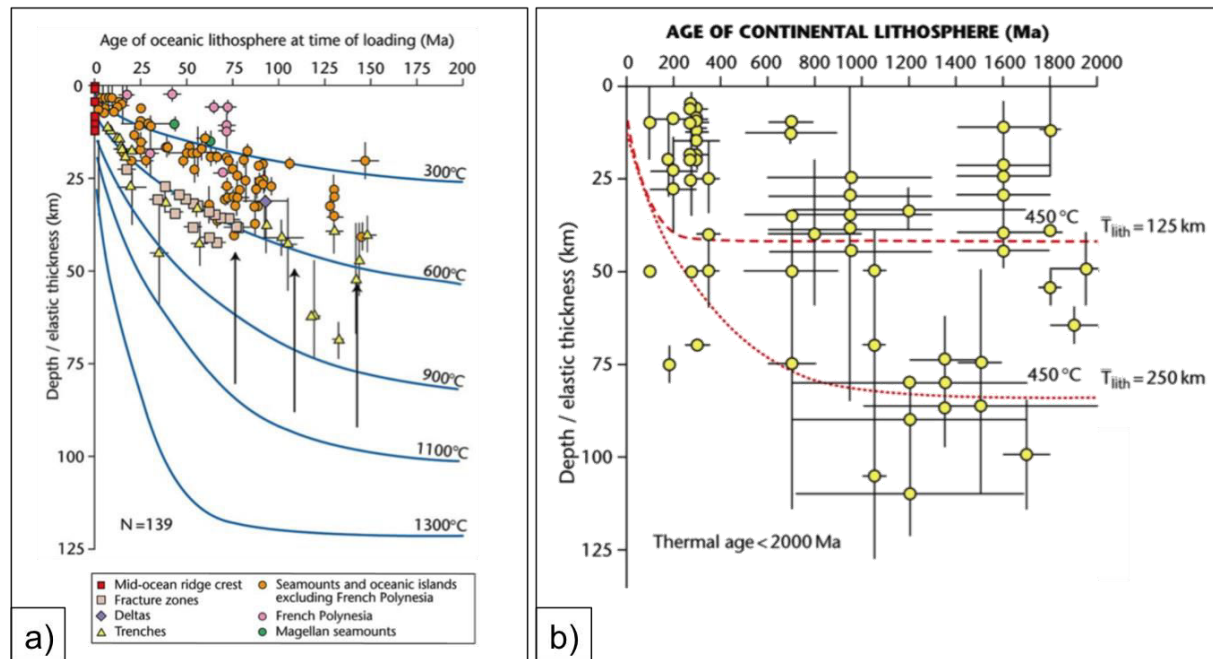 Age of oceanic lithosphere at time of loading (Ma)
0 25 50 75 100 125 150 175 200
Depth / elastic thickness (km)
0
25
50
75
100
125
300°C
600°C
900°C
1100°C
1300°C
N=139
Mid-ocean ridge crest
Fracture zones
Deltas
Trenches
Seamounts and oceanic islands
excluding French Polynesia
French Polynesia
Magellan seamounts
a)
AGE OF CONTINENTAL LITHOSPHERE (Ma)
0 200 400 600 800 1000 1200 1400 1600 1800 2000
Depth / elastic thickness (km)
0
25
50
75
100
125
450 °C
T̄lith = 125 km
450 °C
T̄lith = 250 km
Thermal age < 2000 Ma
b)